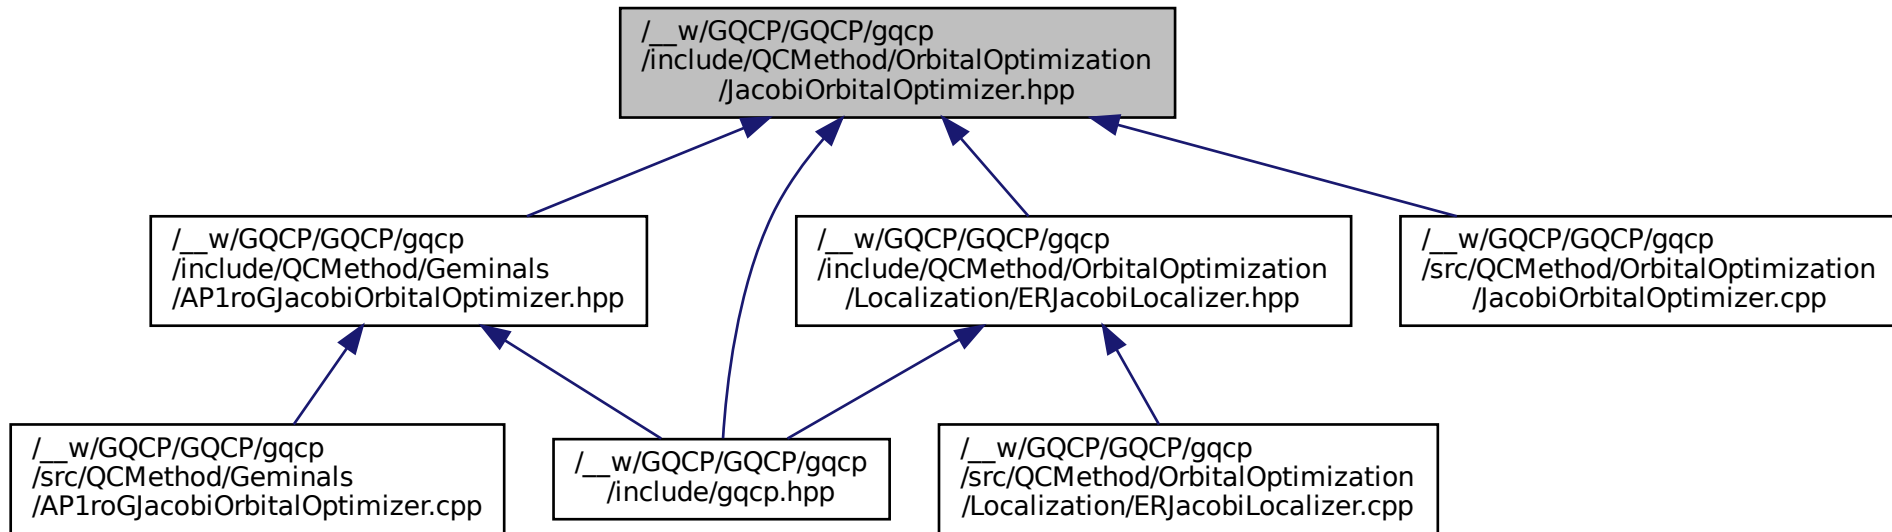 /__w/GQCP/GQCP/gqcp
/include/QCMethod/OrbitalOptimization
/JacobiOrbitalOptimizer.hpp
/__w/GQCP/GQCP/gqcp
/include/QCMethod/Geminals
/AP1roGJacobiOrbitalOptimizer.hpp
/__w/GQCP/GQCP/gqcp
/include/QCMethod/OrbitalOptimization
/Localization/ERJacobiLocalizer.hpp
/__w/GQCP/GQCP/gqcp
/src/QCMethod/OrbitalOptimization
/JacobiOrbitalOptimizer.cpp
/__w/GQCP/GQCP/gqcp
/src/QCMethod/Geminals
/AP1roGJacobiOrbitalOptimizer.cpp
/__w/GQCP/GQCP/gqcp
/include/gqcp.hpp
/__w/GQCP/GQCP/gqcp
/src/QCMethod/OrbitalOptimization
/Localization/ERJacobiLocalizer.cpp